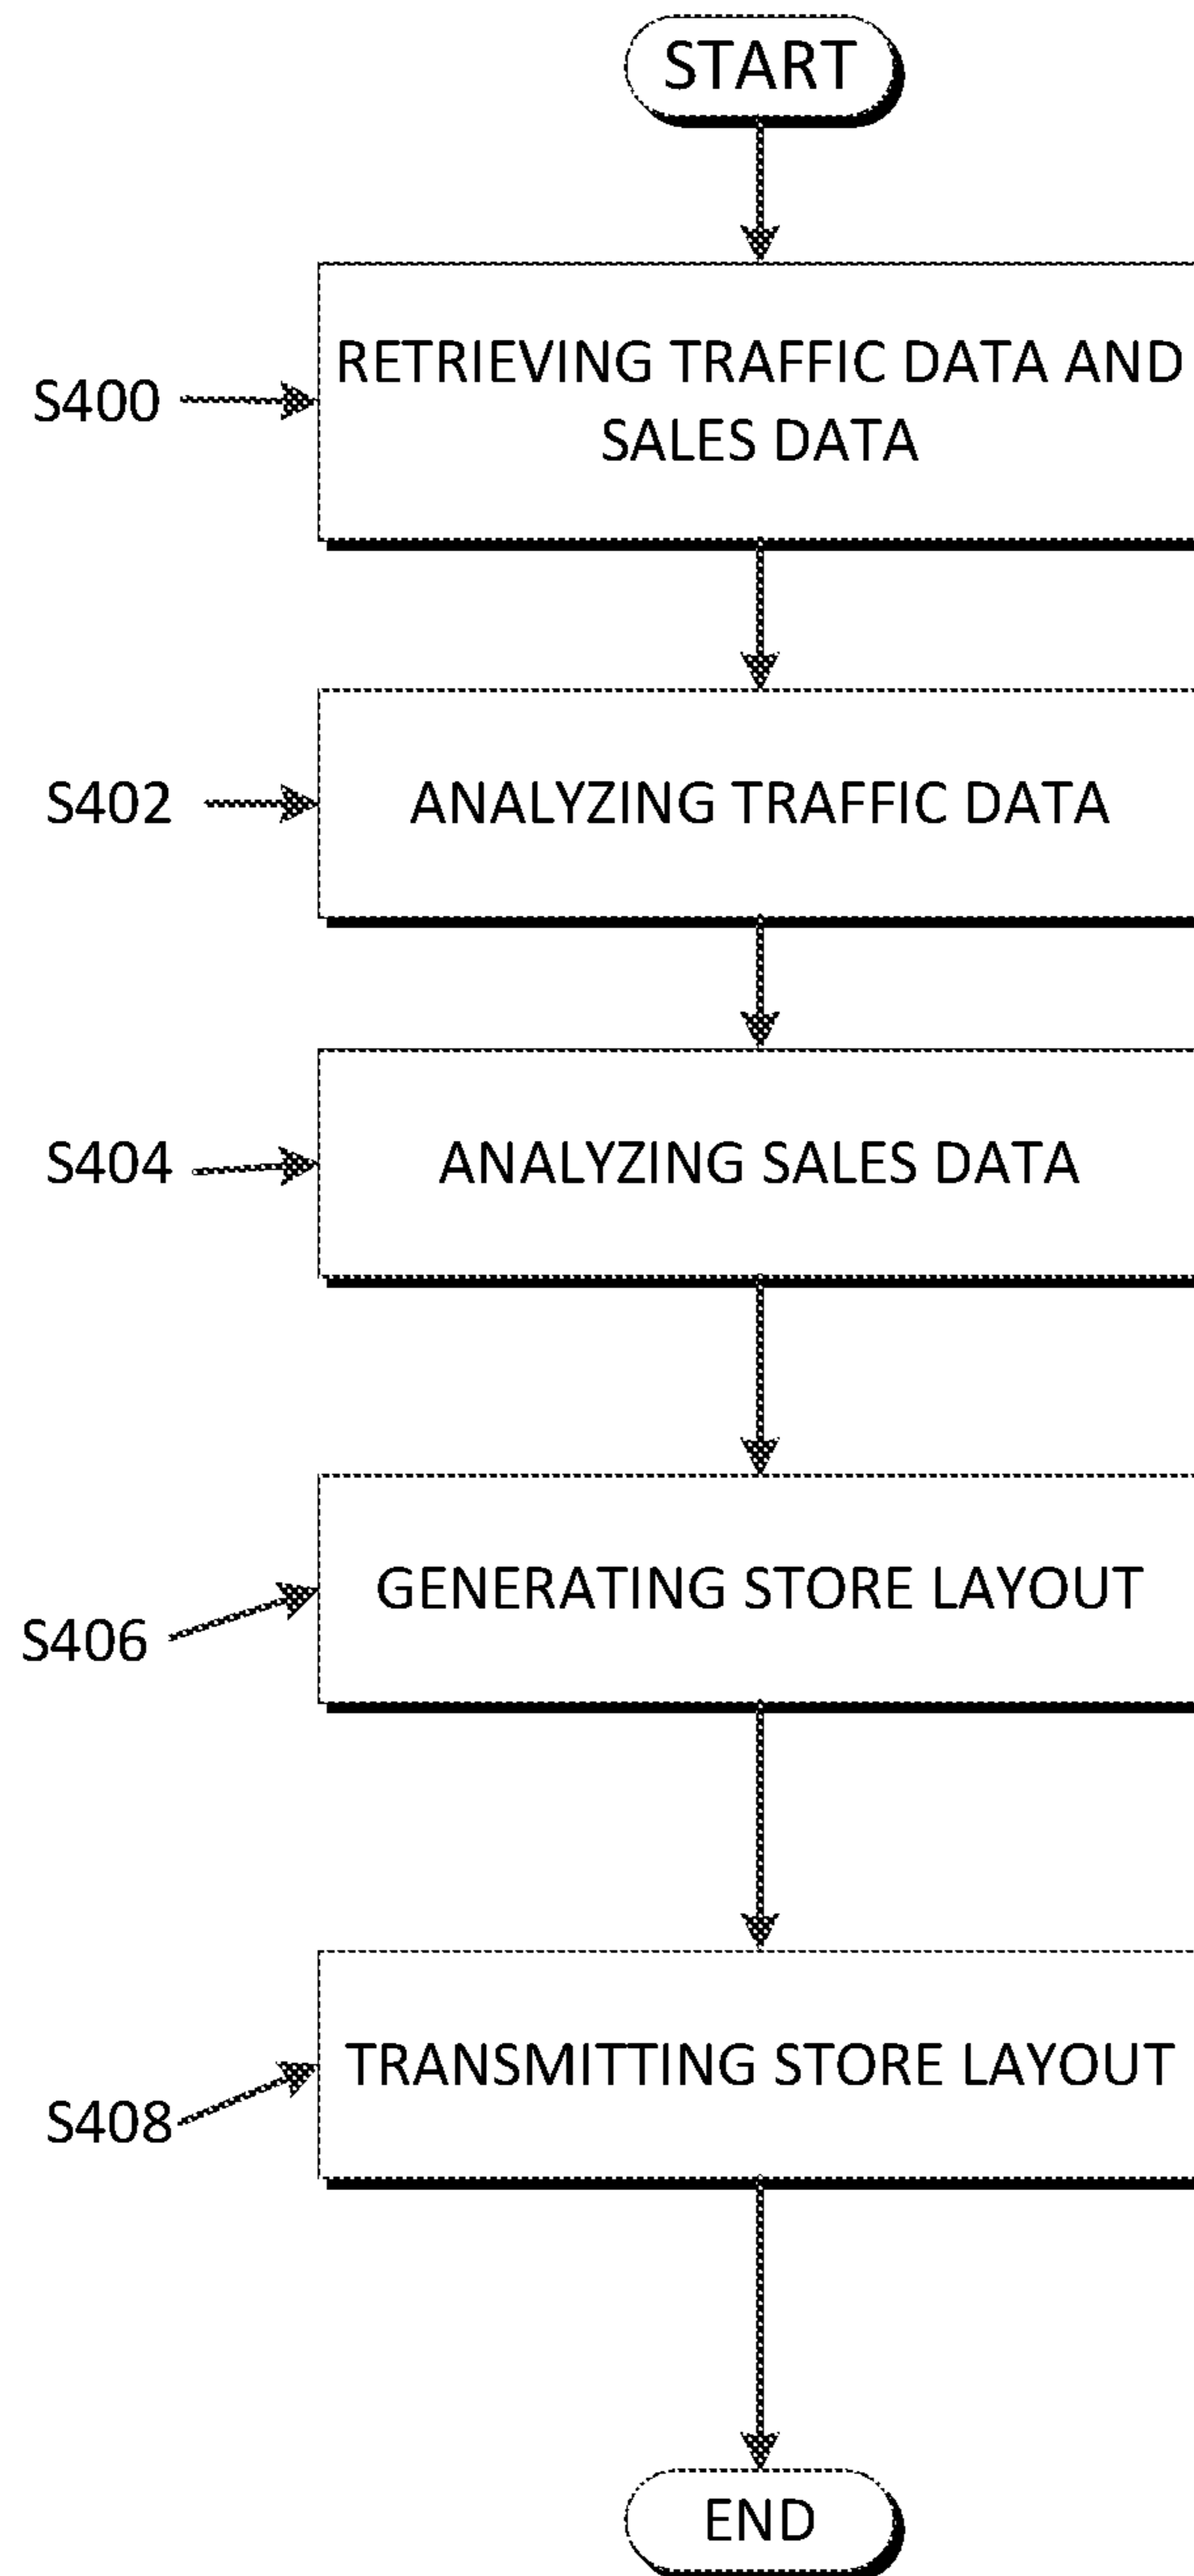 START
S400
RETRIEVING TRAFFIC DATA AND
SALES DATA
S402
ANALYZING TRAFFIC DATA
S404
ANALYZING SALES DATA
S406
GENERATING STORE LAYOUT
S408
TRANSMITTING STORE LAYOUT
END